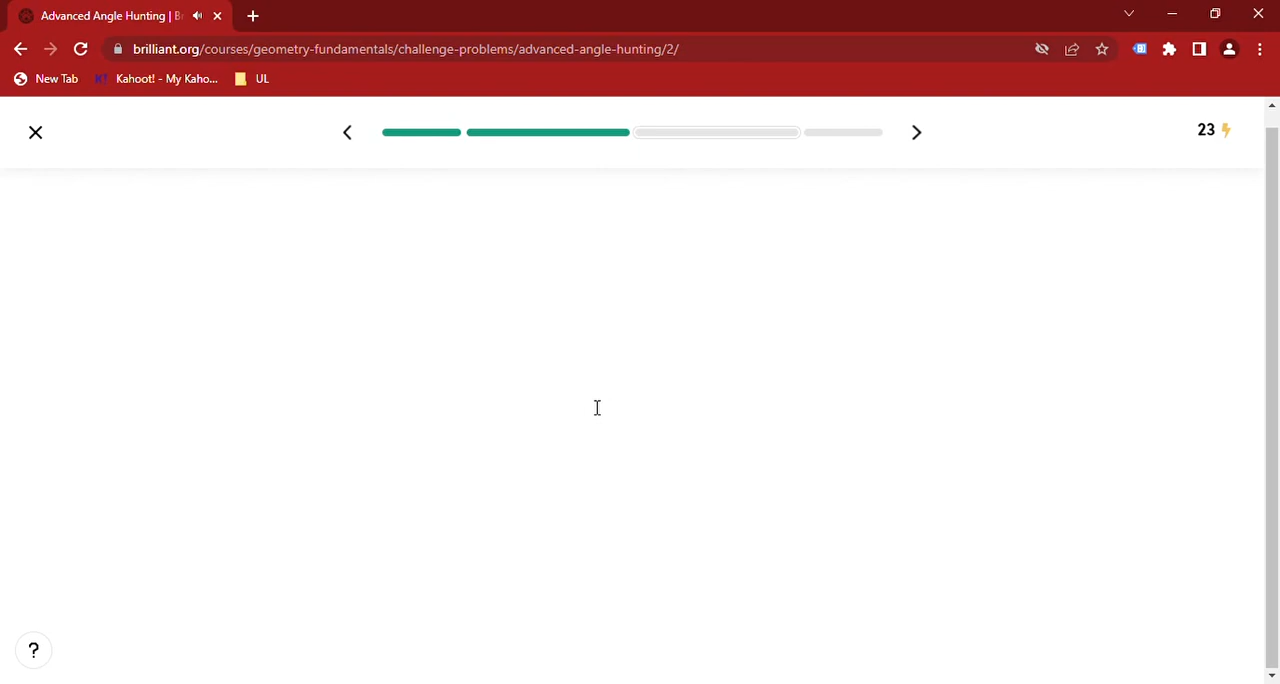 Advanced Angle Hunting | B
brilliant.org/courses/geometry-fundamentals/challenge-problems/advanced-angle-hunting/2/
New Tab
K! Kahoot! - My Kaho...
UL
23
?